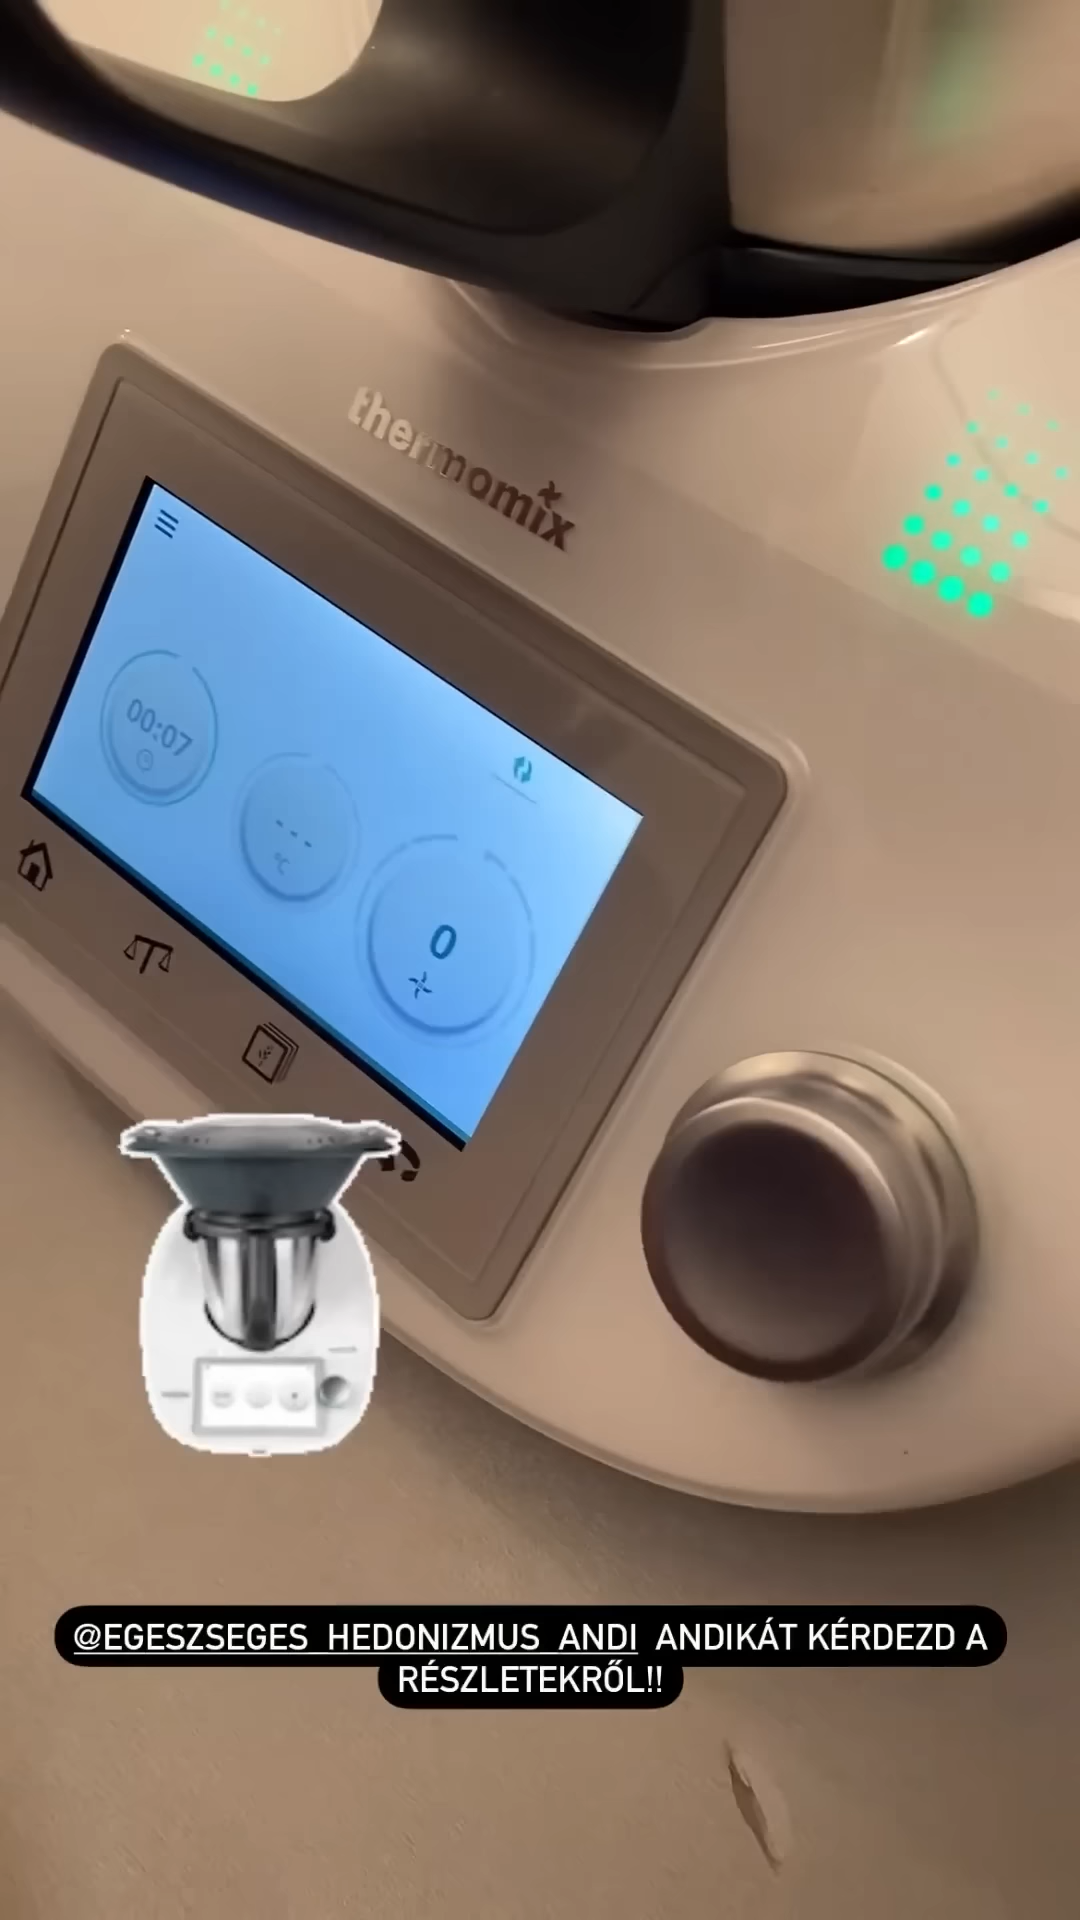 thermomix
00:07
---
°C
0
@EGESZSEGES_HEDONIZMUS_ANDI ANDIKÁT KÉRDEZD A
RÉSZLETEKRŐL!!